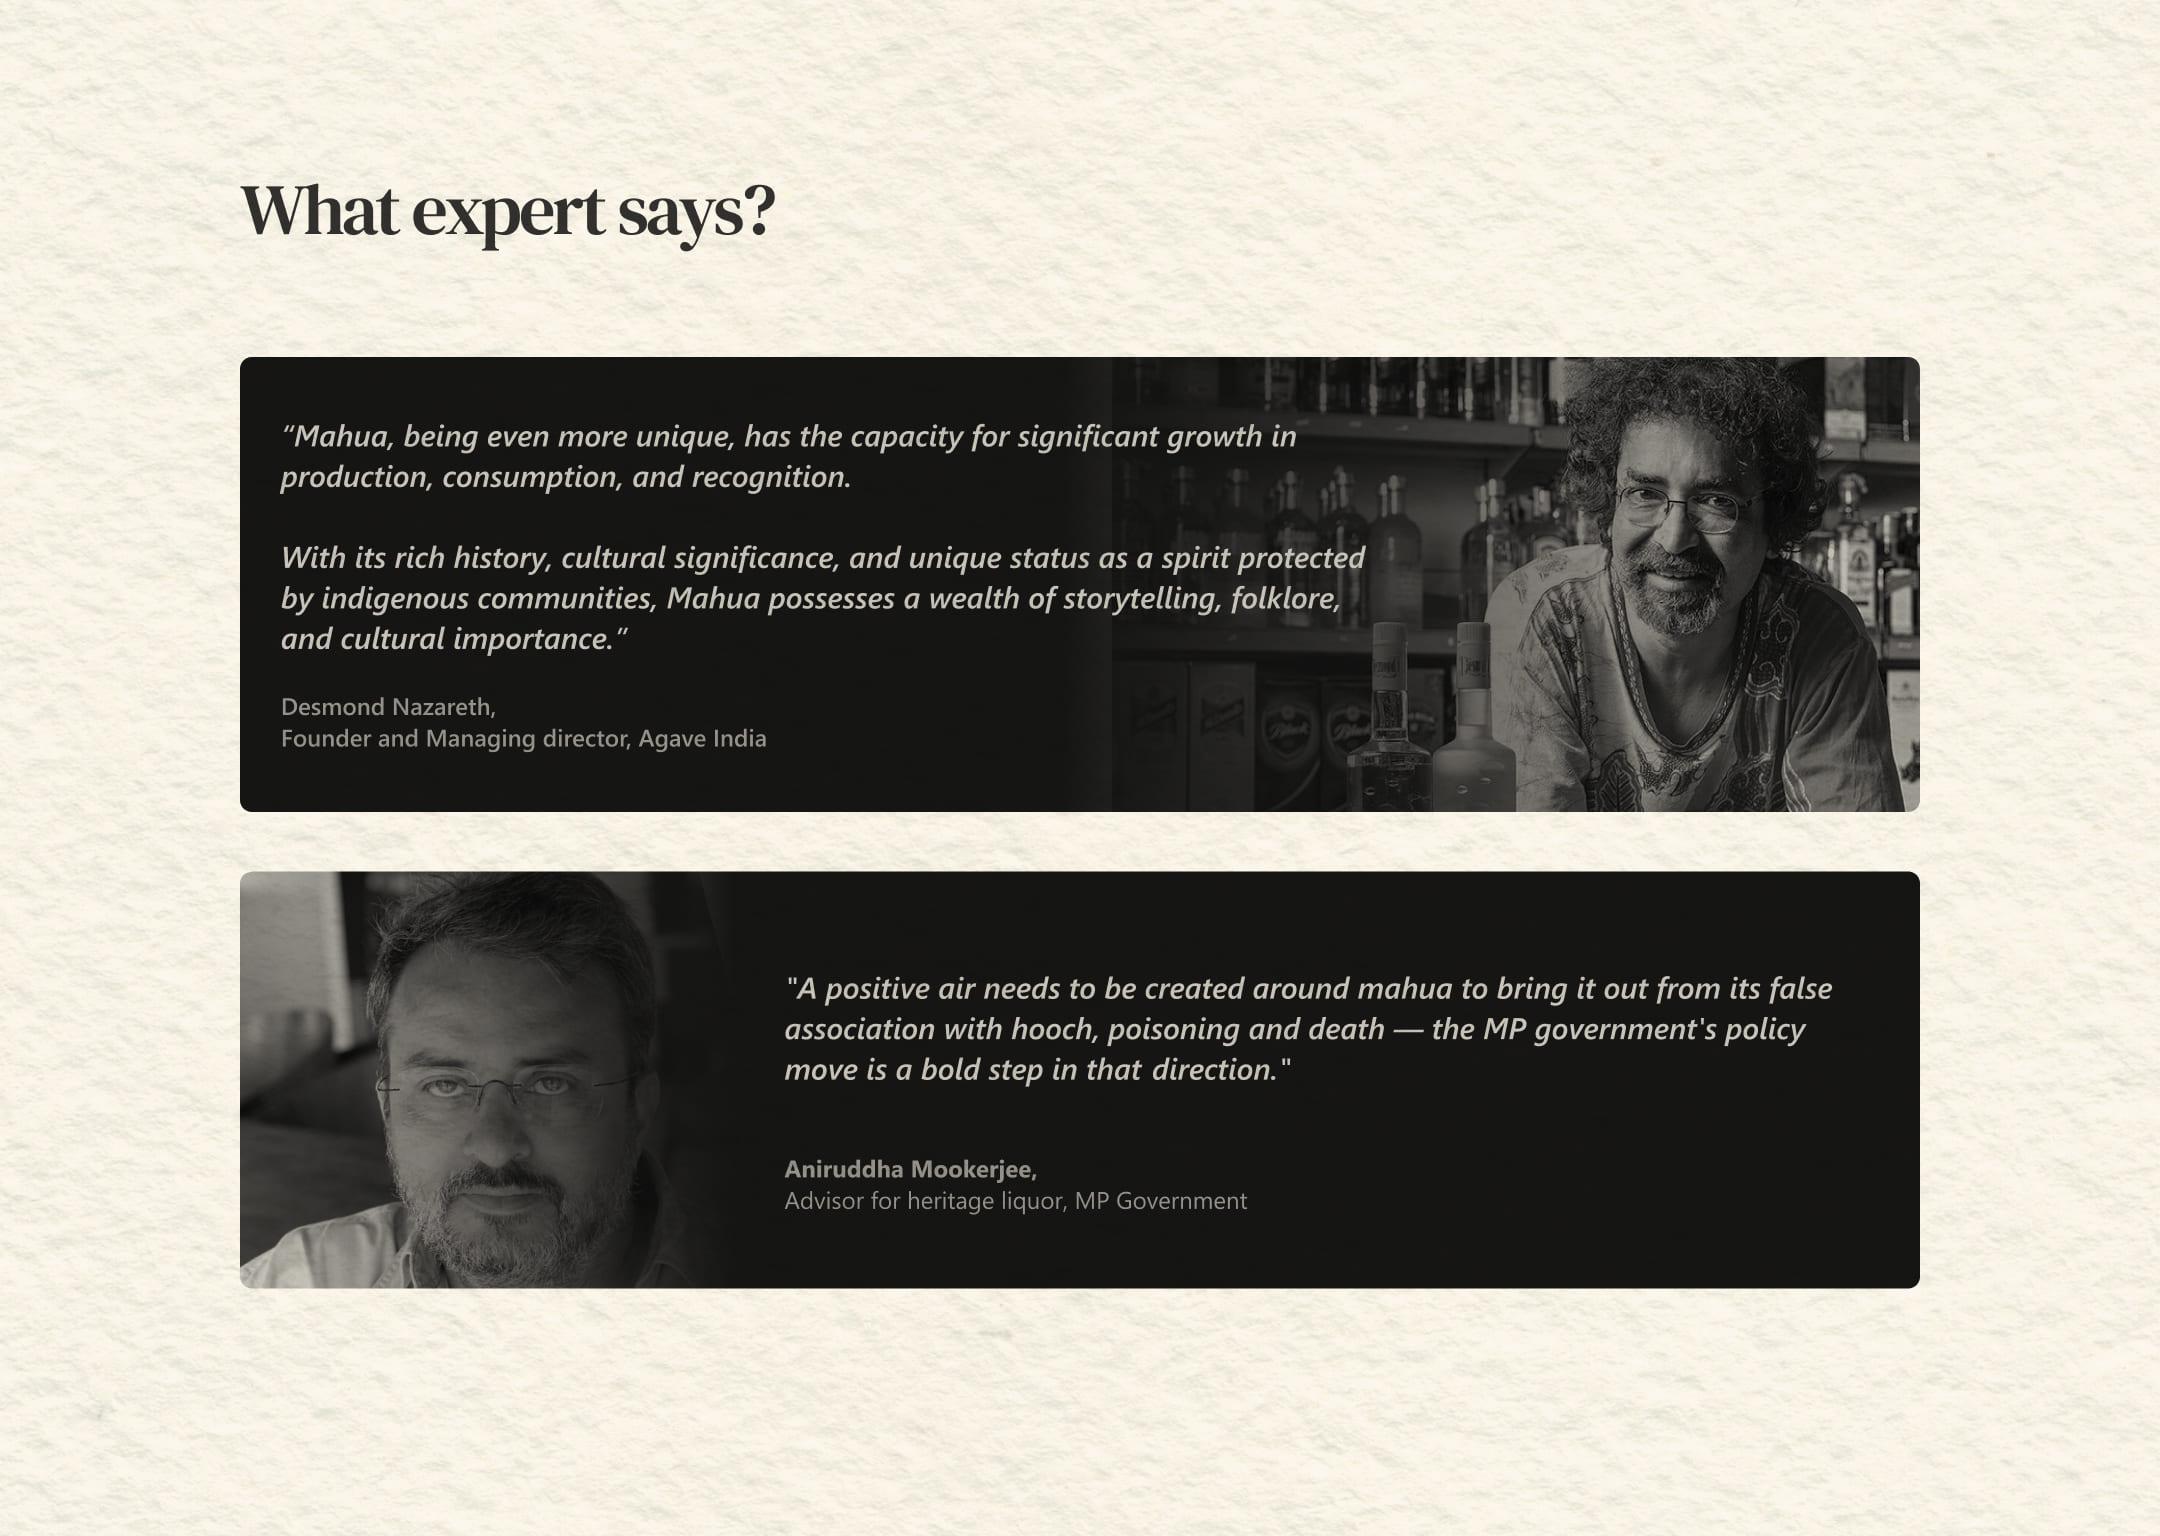 What expert says?
“Mahua, being even more unique, has the capacity for significant growth in
production, consumption, and recognition.
With its rich history, cultural significance, and unique status as a spirit protected
by indigenous communities, Mahua possesses a wealth of storytelling, folklore,
and cultural importance.”
Desmond Nazareth,
Founder and Managing director, Agave India
"A positive air needs to be created around mahua to bring it out from its false
association with hooch, poisoning and death — the MP government's policy
move is a bold step in that direction."
Aniruddha Mookerjee,
Advisor for heritage liquor, MP Government